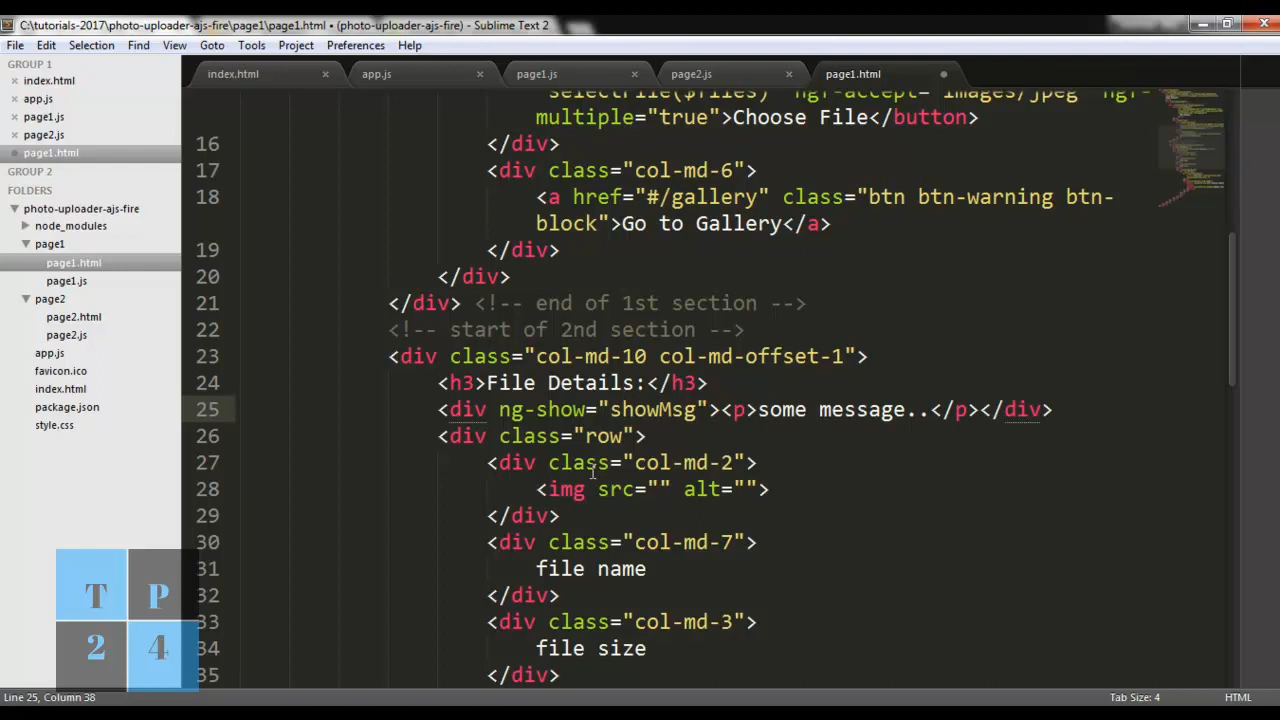 C:\tutorials-2017\photo-uploader-ajs-fire\page1\page1.html • (photo-uploader-ajs-fire) - Sublime Text 2
File Edit Selection Find View Goto Tools Project Preferences Help
GROUP 1
index.html
app.js
page1.js
page2.js
page1.html
GROUP 2
FOLDERS
photo-uploader-ajs-fire
node_modules
page1
page1.html
page1.js
page2
page2.html
page2.js
app.js
favicon.ico
index.html
package.json
style.css
index.html app.js page1.js page2.js page1.html
selectFile($files)" ngf-accept="images/jpeg" ngf-
multiple="true">Choose File</button>
16 </div>
17 <div class="col-md-6">
18 <a href="#/gallery" class="btn btn-warning btn-
block">Go to Gallery</a>
19 </div>
20 </div>
21 </div> <!-- end of 1st section -->
22 <!-- start of 2nd section -->
23 <div class="col-md-10 col-md-offset-1">
24 <h3>File Details:</h3>
25 <div ng-show="showMsg"><p>some message..</p></div>
26 <div class="row">
27 <div class="col-md-2">
28 <img src="" alt="">
29 </div>
30 <div class="col-md-7">
31 file name
32 </div>
33 <div class="col-md-3">
34 file size
35 </div>
T P
2 4
Line 25, Column 38
Tab Size: 4
HTML